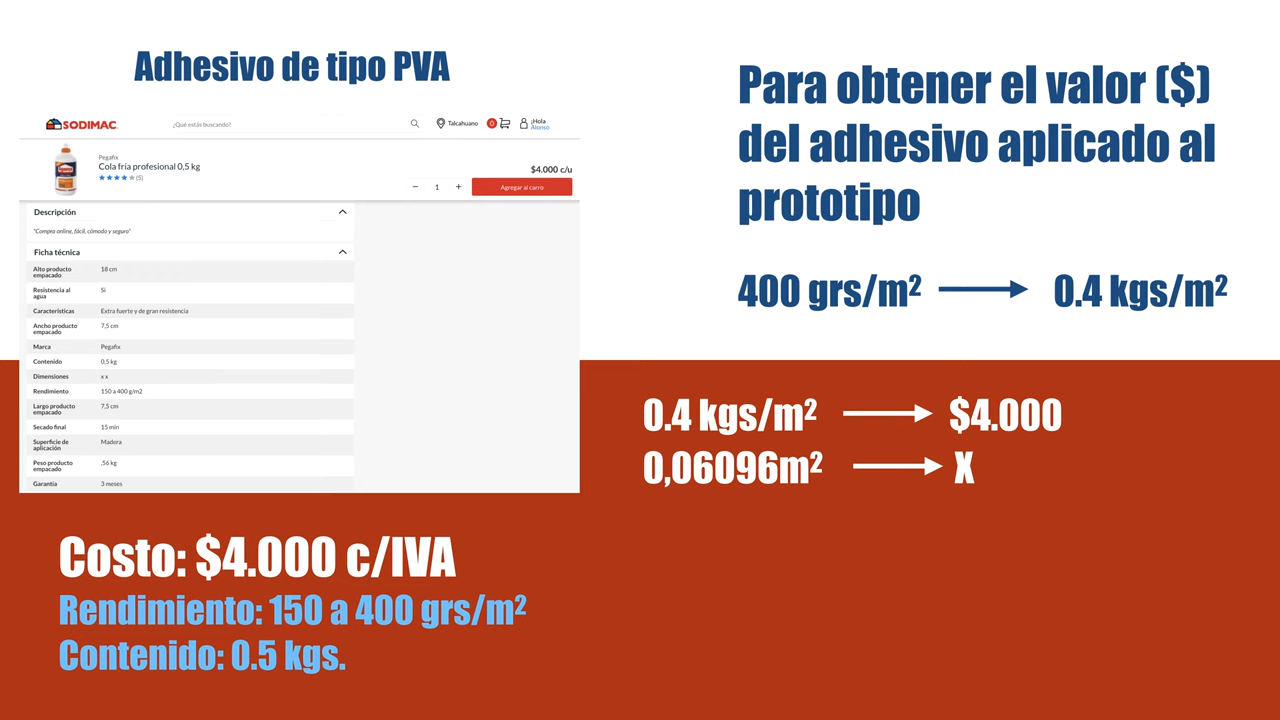 Adhesivo de tipo PVA
SODIMAC
¿Qué estás buscando?
Talcahuano
0
¡Hola
Alonso
Pegafix
Cola fría profesional 0,5 kg
(5)
$4.000 c/u
− 1 +
Agregar al carro
Descripción
"Compra online, fácil, cómoda y seguro"
Ficha técnica
Alto producto empacado 18 cm
Resistencia al agua Si
Características Extra fuerte y de gran resistencia
Ancho producto empacado 7,5 cm
Marca Pegafix
Contenido 0,5 kg
Dimensiones x x
Rendimiento 150 a 400 g/m2
Largo producto empacado 7,5 cm
Secado final 15 min
Superficie de aplicación Madera
Peso producto empacado .56 kg
Garantía 3 meses
Costo: $4.000 c/IVA
Rendimiento: 150 a 400 grs/m²
Contenido: 0.5 kgs.
Para obtener el valor ($)
del adhesivo aplicado al
prototipo
400 grs/m² → 0.4 kgs/m²
0.4 kgs/m² → $4.000
0,06096m² → X